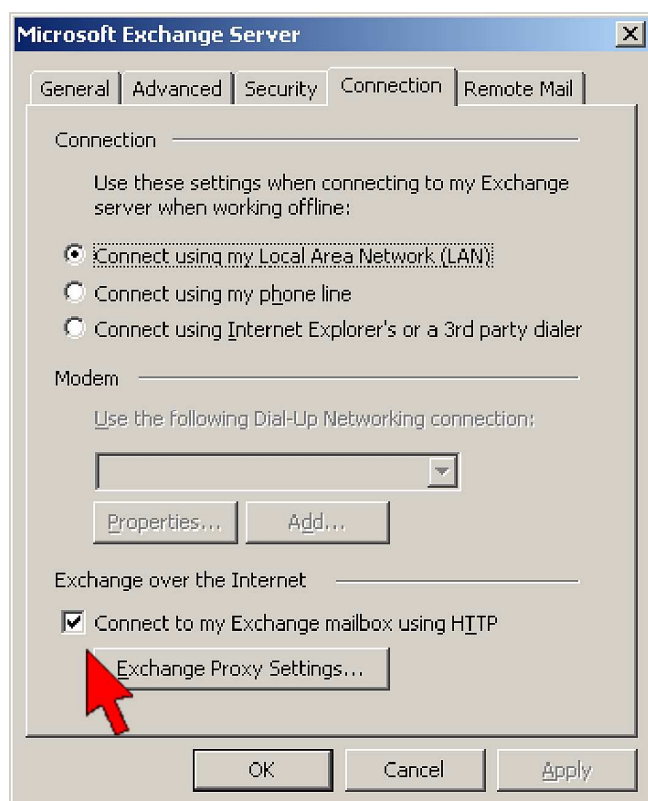 Microsoft Exchange Server
General
Advanced
Security
Connection
Remote Mail
Connection
Use these settings when connecting to my Exchange
server when working offline:
Connect using my Local Area Network (LAN)
Connect using my phone line
Connect using Internet Explorer's or a 3rd party dialer
Modem
Use the following Dial-Up Networking connection:
Properties...
Add...
Exchange over the Internet
Connect to my Exchange mailbox using HTTP
Exchange Proxy Settings...
OK
Cancel
Apply